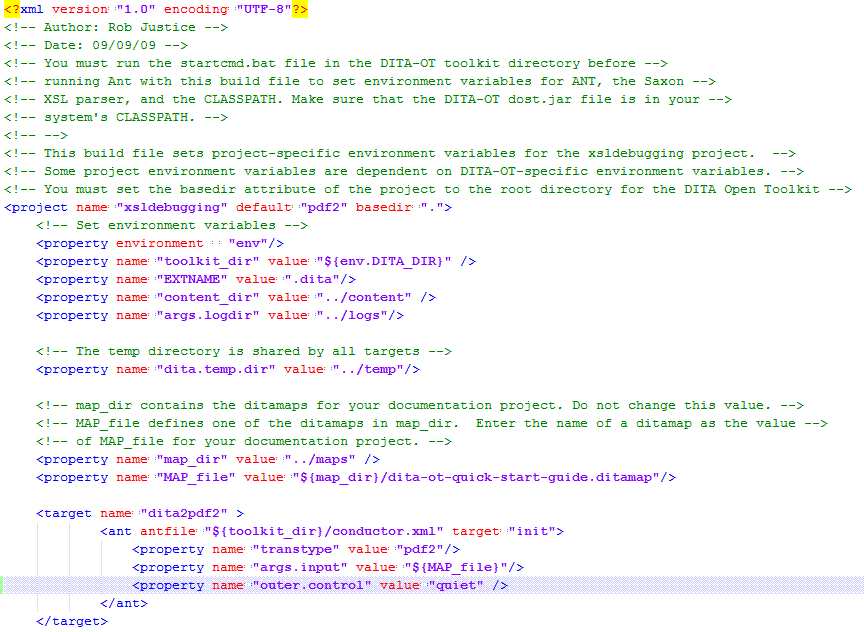 <?xml version="1.0" encoding="UTF-8"?>
<!-- Author: Rob Justice -->
<!-- Date: 09/09/09 -->
<!-- You must run the startcmd.bat file in the DITA-OT toolkit directory before -->
<!-- running Ant with this build file to set environment variables for ANT, the Saxon -->
<!-- XSL parser, and the CLASSPATH. Make sure that the DITA-OT dost.jar file is in your -->
<!-- system's CLASSPATH. -->
<!-- -->
<!-- This build file sets project-specific environment variables for the xsldebugging project.  -->
<!-- Some project environment variables are dependent on DITA-OT-specific environment variables. -->
<!-- You must set the basedir attribute of the project to the root directory for the DITA Open Toolkit -->
<project name="xsldebugging" default="pdf2" basedir=".">
    <!-- Set environment variables -->
    <property environment = "env"/>
    <property name="toolkit_dir" value="${env.DITA_DIR}" />
    <property name="EXTNAME" value=".dita"/>
    <property name="content_dir" value="../content" />
    <property name="args.logdir" value="../logs"/>
    <!-- The temp directory is shared by all targets -->
    <property name="dita.temp.dir" value="../temp"/>
    <!-- map_dir contains the ditamaps for your documentation project. Do not change this value. -->
    <!-- MAP_file defines one of the ditamaps in map_dir.  Enter the name of a ditamap as the value -->
    <!-- of MAP_file for your documentation project. -->
    <property name="map_dir" value="../maps" />
    <property name="MAP_file" value="${map_dir}/dita-ot-quick-start-guide.ditamap"/>
    <target name="dita2pdf2" >
            <ant antfile="${toolkit_dir}/conductor.xml" target="init">
                <property name="transtype" value="pdf2"/>
                <property name="args.input" value="${MAP_file}"/>
                <property name="outer.control" value="quiet" />
            </ant>
    </target>